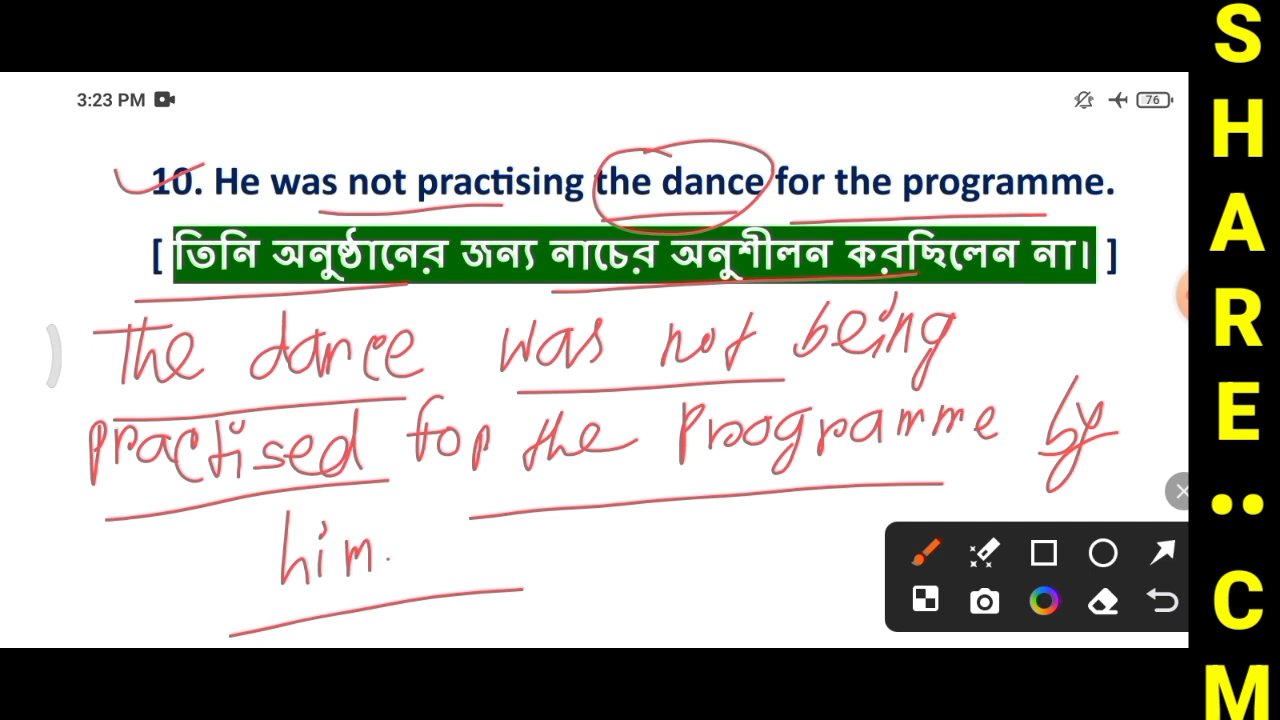 3:23 PM
76
10. He was not practising the dance for the programme.
[ তিনি অনুষ্ঠানের জন্য নাচের অনুশীলন করছিলেন না। ]
The dance was not being
practised for the programme by
him.
SHARE··CM